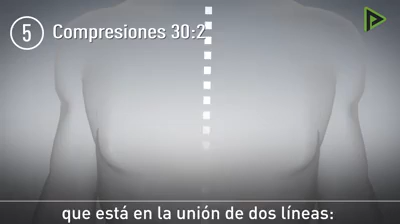 5 Compresiones 30:2
que está en la unión de dos líneas: